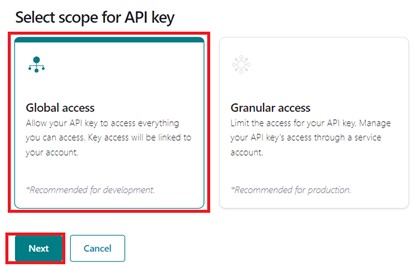 Select scope for API key
Global access
Allow your API key to access everything
you can access. Key access will be linked to
your account.
*Recommended for development.
Granular access
Limit the access for your API key. Manage
your API key's access through a service
account.
*Recommended for production.
Next
Cancel